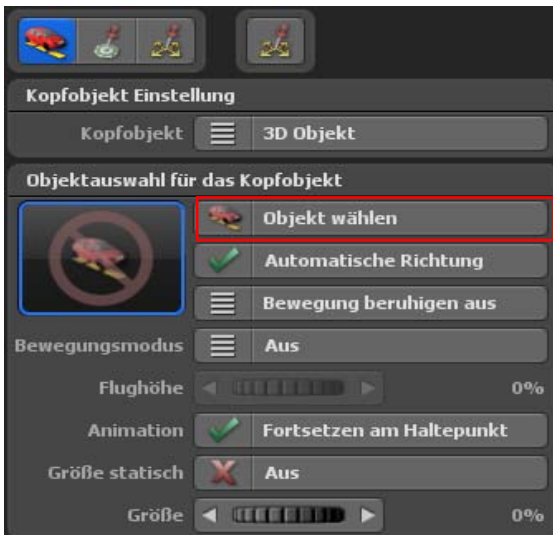 Kopfobjekt Einstellung
Kopfobjekt 3D Objekt
Objektauswahl für das Kopfobjekt
Objekt wählen
Automatische Richtung
Bewegung beruhigen aus
Bewegungsmodus Aus
Flughöhe 0%
Animation Fortsetzen am Haltepunkt
Größe statisch Aus
Größe 0%